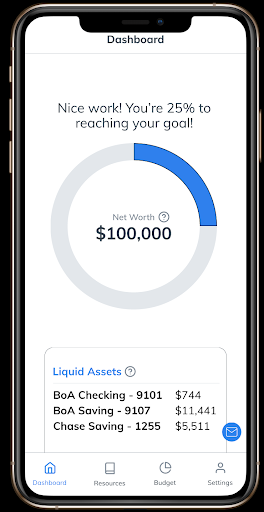 Dashboard
Nice work! You're 25% to
reaching your goal!
Net Worth ?
$100,000
Liquid Assets ?
BoA Checking - 9101 $744
BoA Saving - 9107 $11,441
Chase Saving - 1255 $5,511
Dashboard Resources Budget Settings